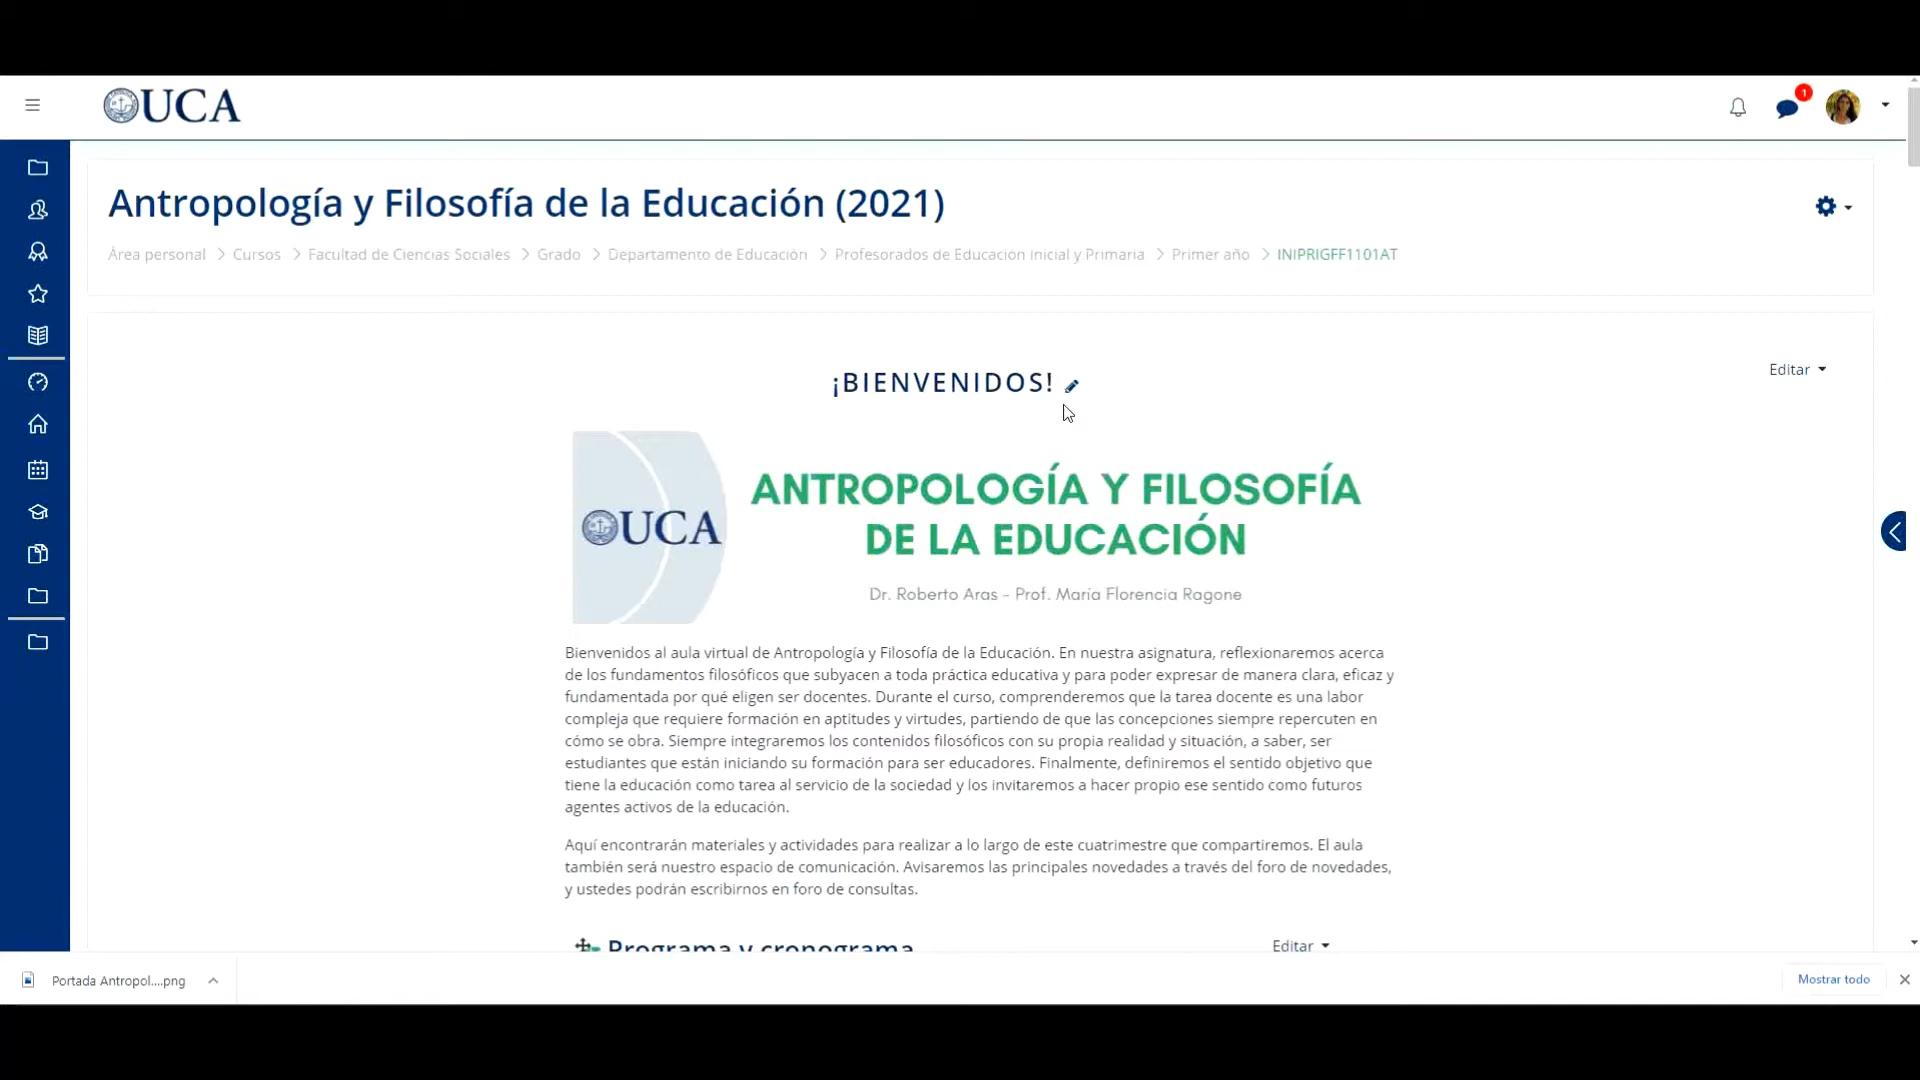 UCA
1
Antropología y Filosofía de la Educación (2021)
Área personal > Cursos > Facultad de Ciencias Sociales > Grado > Departamento de Educación > Profesorados de Educación Inicial y Primaria > Primer año > INIPRIGFF1101AT
Editar
¡BIENVENIDOS!
UCA
ANTROPOLOGÍA Y FILOSOFÍA
DE LA EDUCACIÓN
Dr. Roberto Aras - Prof. María Florencia Ragone
Bienvenidos al aula virtual de Antropología y Filosofía de la Educación. En nuestra asignatura, reflexionaremos acerca
de los fundamentos filosóficos que subyacen a toda práctica educativa y para poder expresar de manera clara, eficaz y
fundamentada por qué eligen ser docentes. Durante el curso, comprenderemos que la tarea docente es una labor
compleja que requiere formación en aptitudes y virtudes, partiendo de que las concepciones siempre repercuten en
cómo se obra. Siempre integraremos los contenidos filosóficos con su propia realidad y situación, a saber, ser
estudiantes que están iniciando su formación para ser educadores. Finalmente, definiremos el sentido objetivo que
tiene la educación como tarea al servicio de la sociedad y los invitaremos a hacer propio ese sentido como futuros
agentes activos de la educación.
Aquí encontrarán materiales y actividades para realizar a lo largo de este cuatrimestre que compartiremos. El aula
también será nuestro espacio de comunicación. Avisaremos las principales novedades a través del foro de novedades,
y ustedes podrán escribirnos en foro de consultas.
Programa y cronograma
Editar
Portada Antropol....png
Mostrar todo